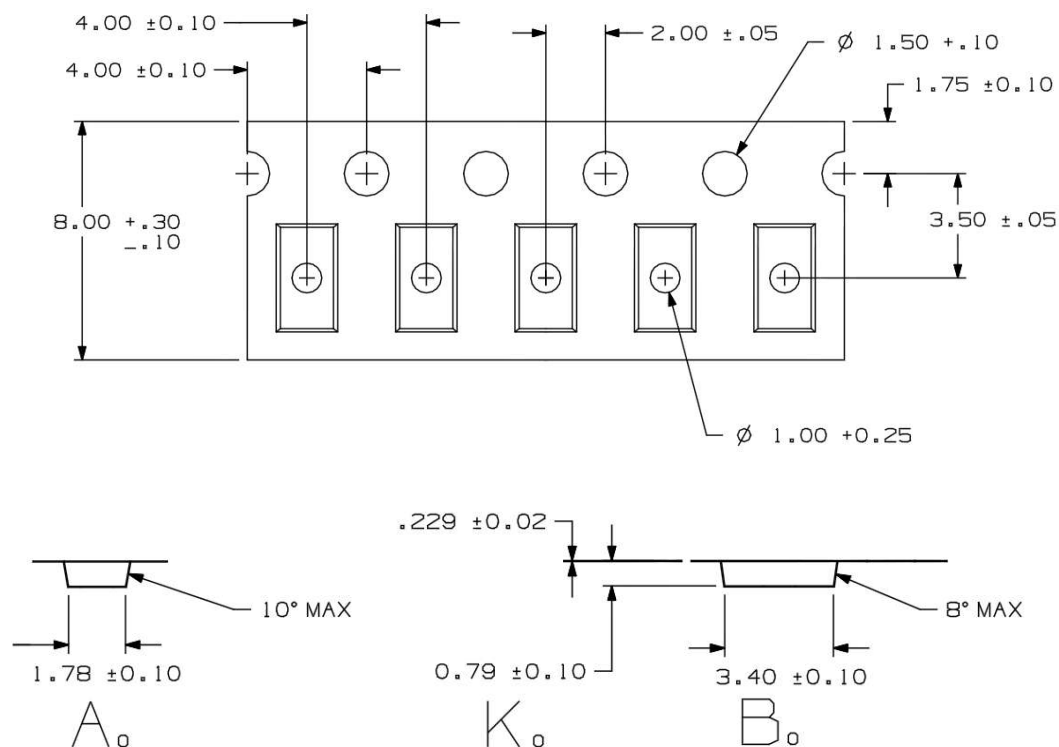 4.00 ±0.10
2.00 ±.05
Ø 1.50 +.10
4.00 ±0.10
1.75 ±0.10
8.00 +.30
-.10
3.50 ±.05
Ø 1.00 +0.25
.229 ±0.02
10° MAX
8° MAX
1.78 ±0.10
0.79 ±0.10
3.40 ±0.10
Ao
Ko
Bo